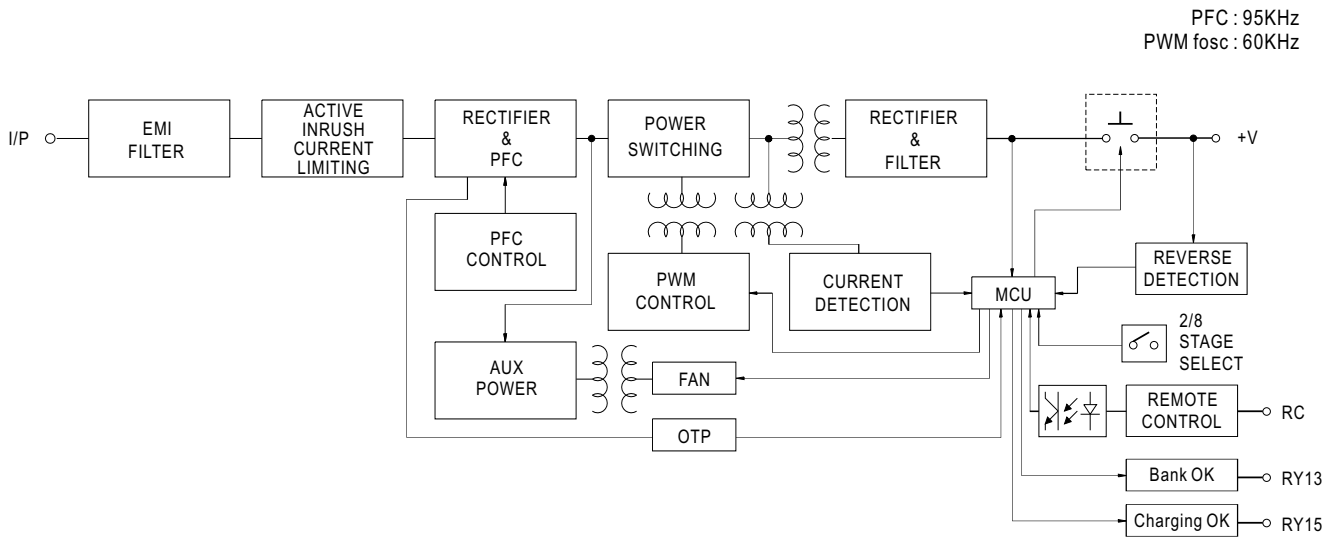 PFC : 95KHz
PWM fosc : 60KHz
I/P
EMI
FILTER
ACTIVE
INRUSH
CURRENT
LIMITING
RECTIFIER
&
PFC
POWER
SWITCHING
RECTIFIER
&
FILTER
+V
PFC
CONTROL
PWM
CONTROL
CURRENT
DETECTION
MCU
REVERSE
DETECTION
2/8
STAGE
SELECT
AUX
POWER
FAN
OTP
REMOTE
CONTROL
RC
Bank OK
RY13
Charging OK
RY15